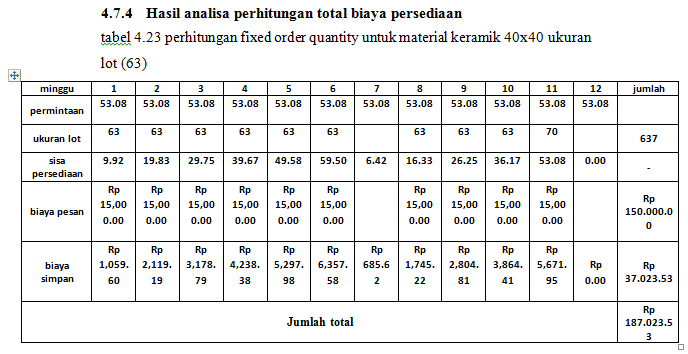 4.7.4 Hasil analisa perhitungan total biaya persediaan
tabel 4.23 perhitungan fixed order quantity untuk material keramik 40x40 ukuran
lot (63)
minggu 1 2 3 4 5 6 7 8 9 10 11 12 jumlah
permintaan 53.08 53.08 53.08 53.08 53.08 53.08 53.08 53.08 53.08 53.08 53.08 53.08
ukuran lot 63 63 63 63 63 63 63 63 63 70 637
sisa persediaan 9.92 19.83 29.75 39.67 49.58 59.50 6.42 16.33 26.25 36.17 53.08 0.00 -
biaya pesan Rp 15,000.00 Rp 15,000.00 Rp 15,000.00 Rp 15,000.00 Rp 15,000.00 Rp 15,000.00 Rp 15,000.00 Rp 15,000.00 Rp 15,000.00 Rp 15,000.00 Rp 150.000.00
biaya simpan Rp 1,059.60 Rp 2,119.19 Rp 3,178.79 Rp 4,238.38 Rp 5,297.98 Rp 6,357.58 Rp 685.62 Rp 1,745.22 Rp 2,804.81 Rp 3,864.41 Rp 5,671.95 Rp 0.00 Rp 37.023.53
Jumlah total Rp 187.023.53